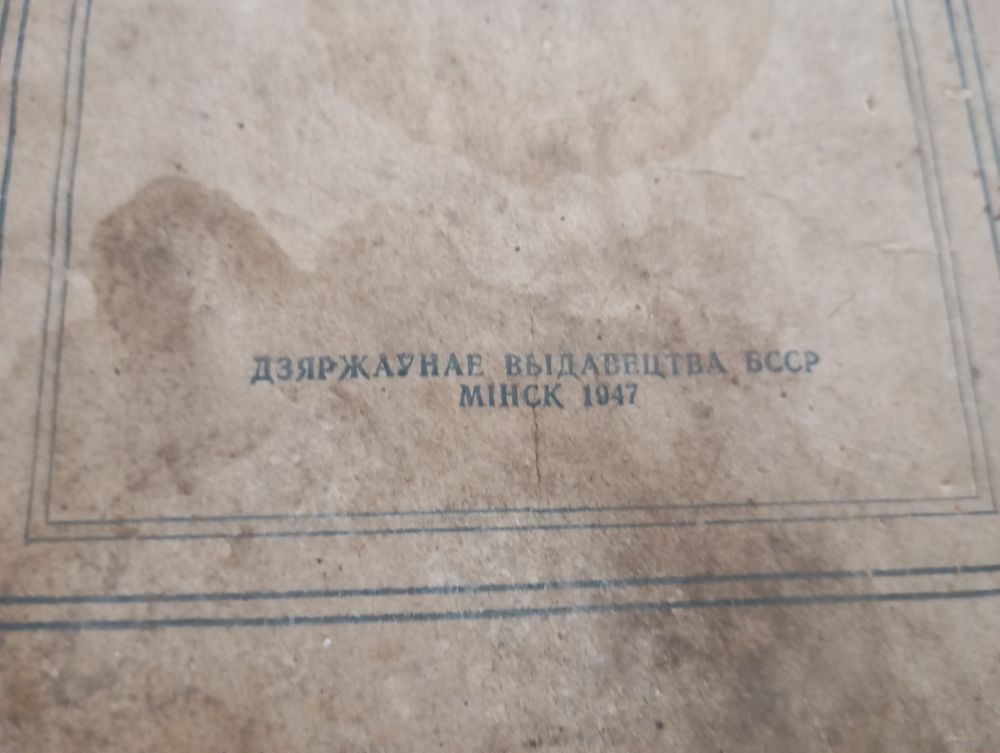 ДЗЯРЖАЎНАЕ ВЫДАВЕЦТВА БССР
МІНСК 1947